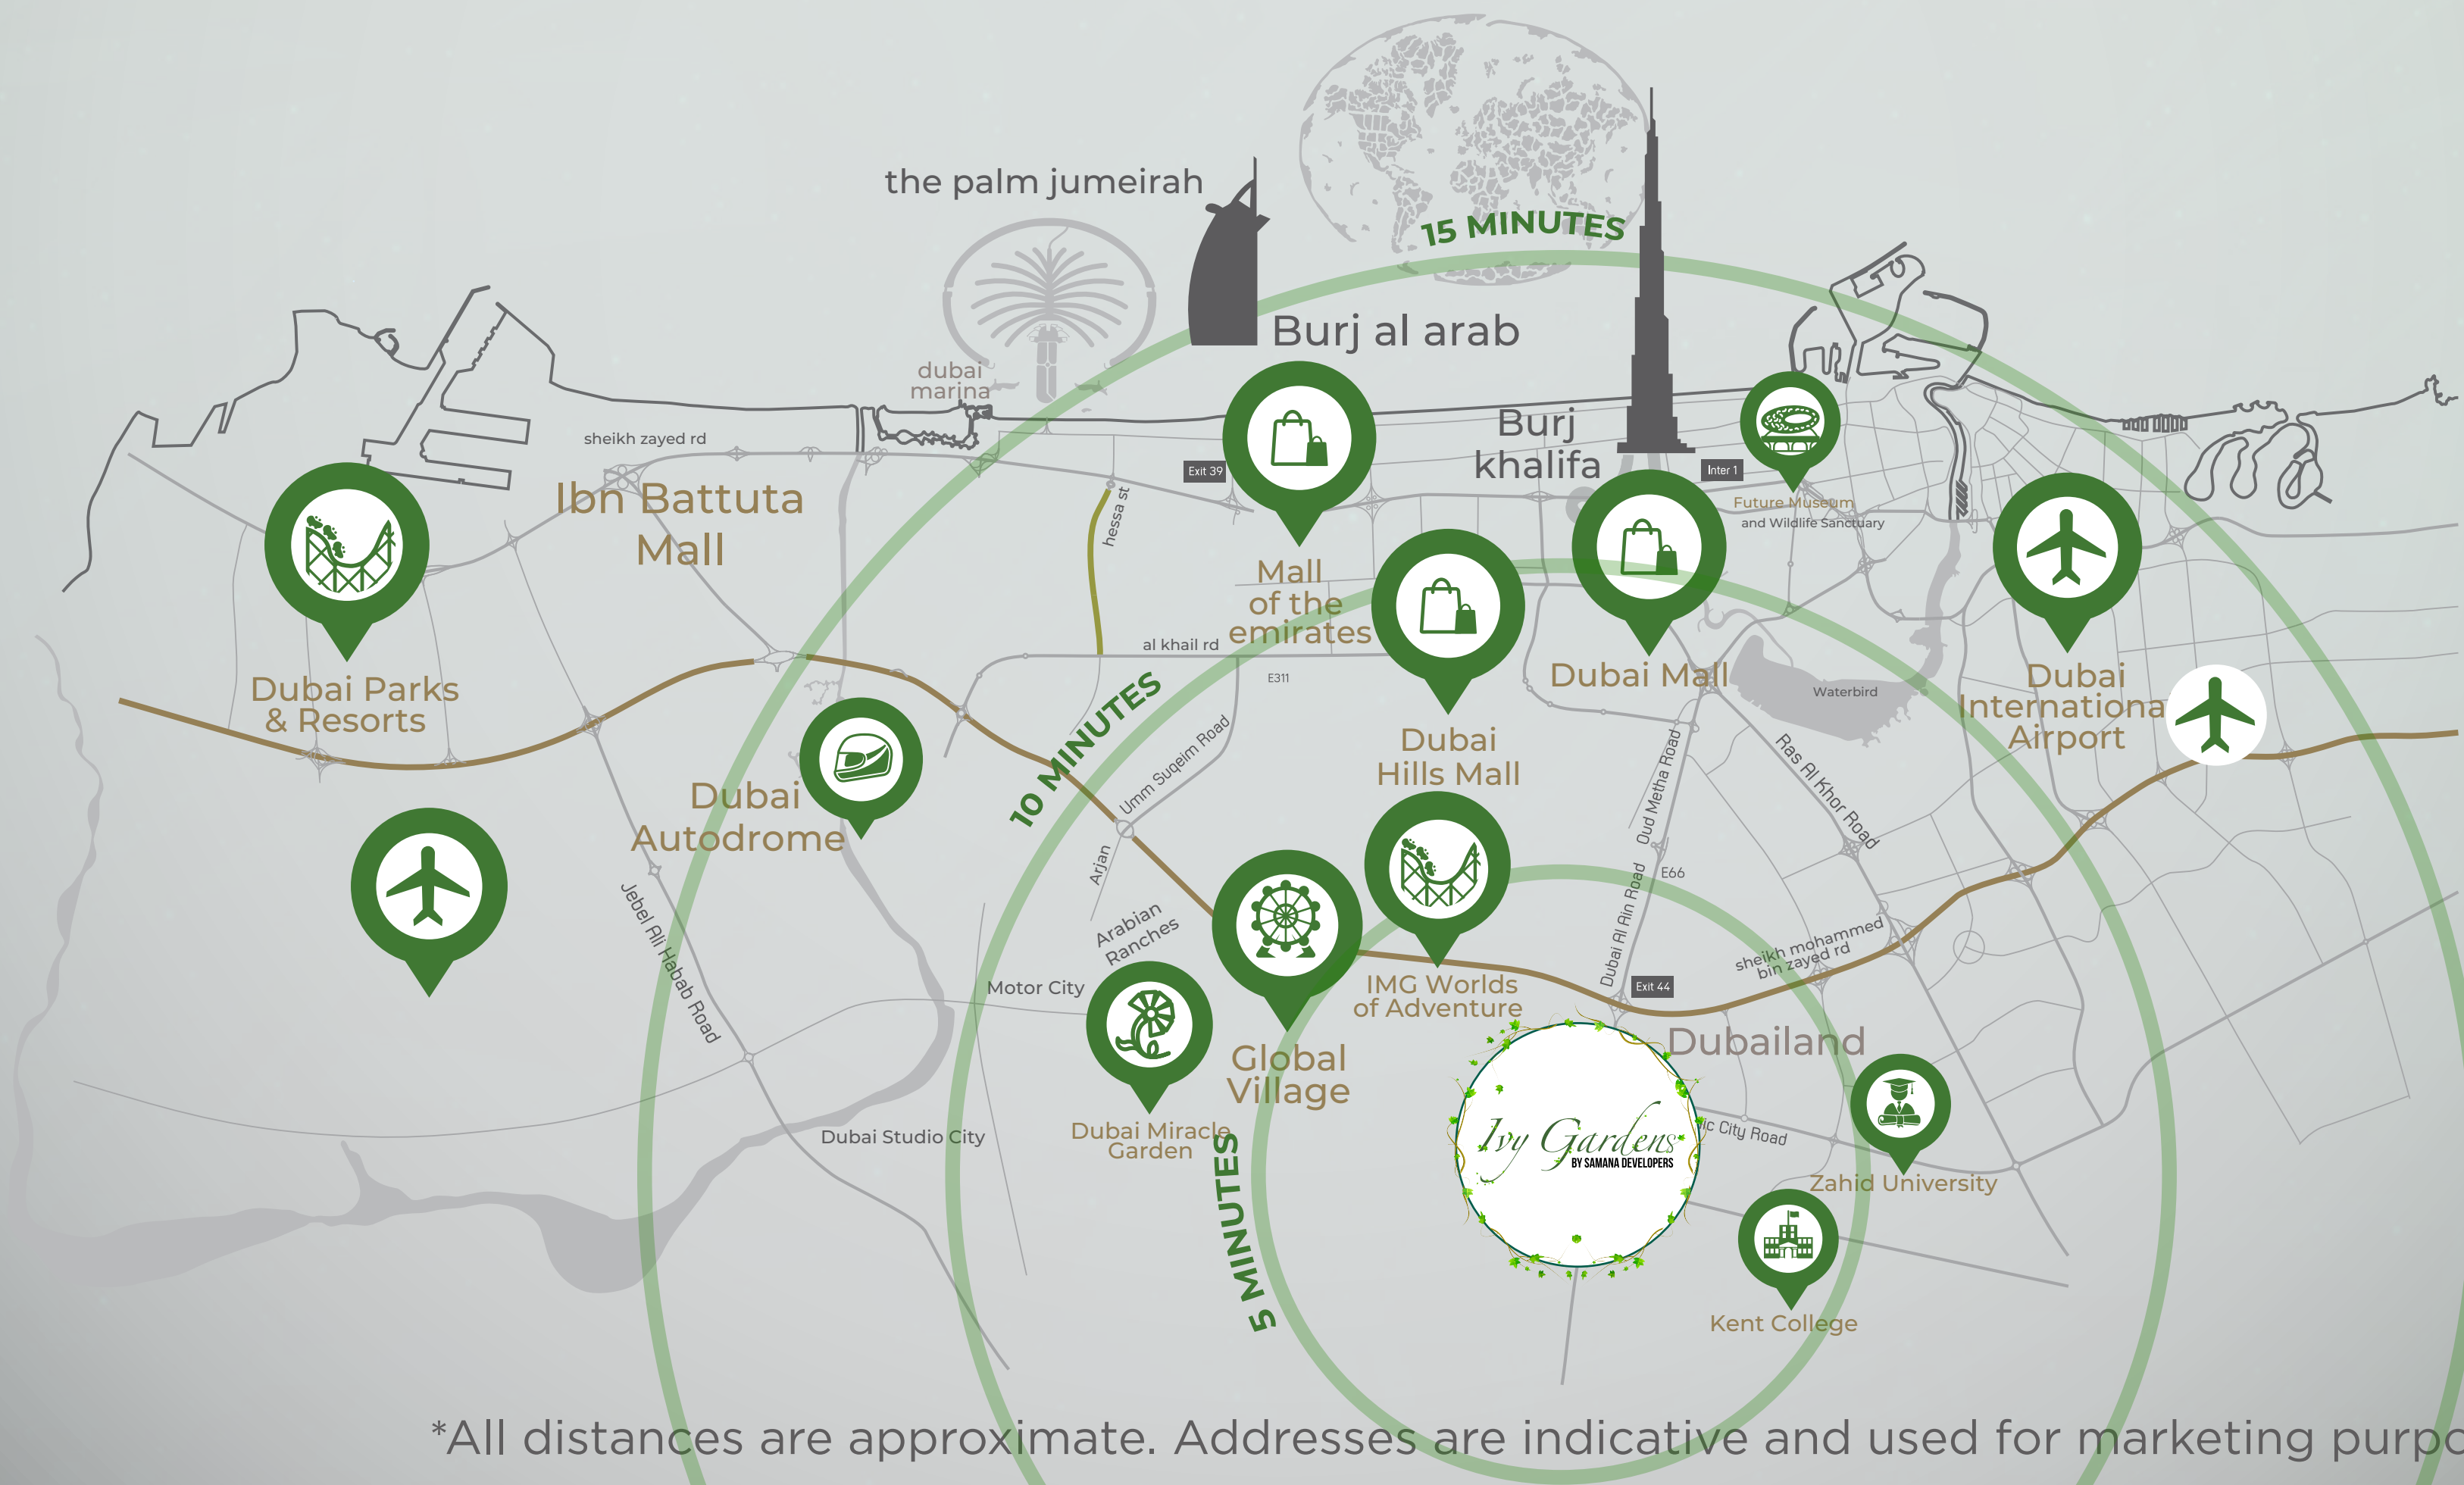 the palm jumeirah
15 MINUTES
Burj al arab
dubai
marina
sheikh zayed rd
Ibn Battuta
Mall
hessa st
Exit 39
Burj
khalifa
Inter 1
Future Museum
and Wildlife Sanctuary
Mall
of the
emirates
al khail rd
E311
Dubai Mall
Waterbird
Dubai
Internationa
Airport
Dubai Parks
& Resorts
10 MINUTES
Umm Suqeim Road
Dubai
Hills Mall
Oud Metha Road
Ras Al Khor Road
Dubai
Autodrome
Arjan
E66
Dubai Al Ain Road
Jebel Ali Habab Road
Arabian
Ranches
sheikh mohammed
bin zayed rd
Motor City
IMG Worlds
of Adventure
Exit 44
Dubailand
Global
Village
Dubai Studio City
Dubai Miracle
Garden
Ivy Gardens
BY SAMANA DEVELOPERS
ic City Road
Zahid University
5 MINUTES
Kent College
*All distances are approximate. Addresses are indicative and used for marketing purpo